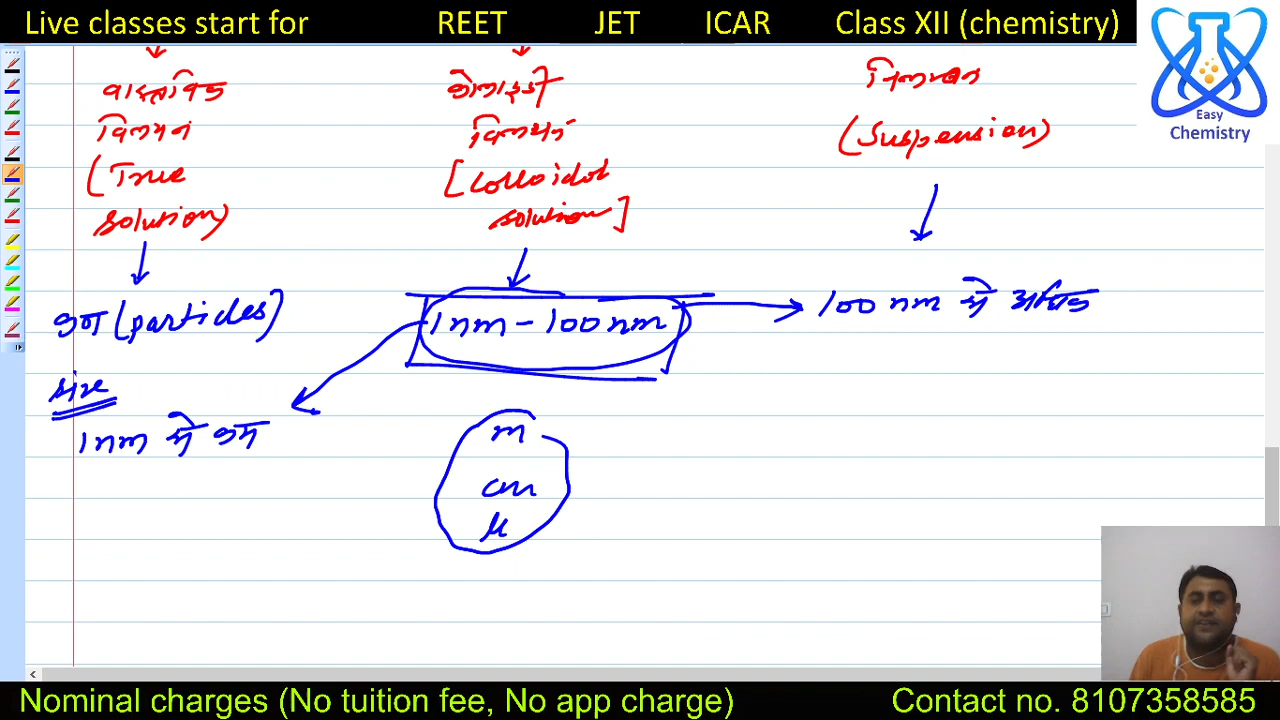 Live classes start for REET JET ICAR Class XII (chemistry)
Easy
Chemistry
वास्तविक
विलयन
(True
solution)
कोलाइडी
विलयन
[Colloidal
solution]
निलम्बन
(Suspension)
कण (particles)
size
1nm से कम
1nm - 100nm
100 nm से अधिक
m
cm
μ
Nominal charges (No tuition fee, No app charge) Contact no. 8107358585